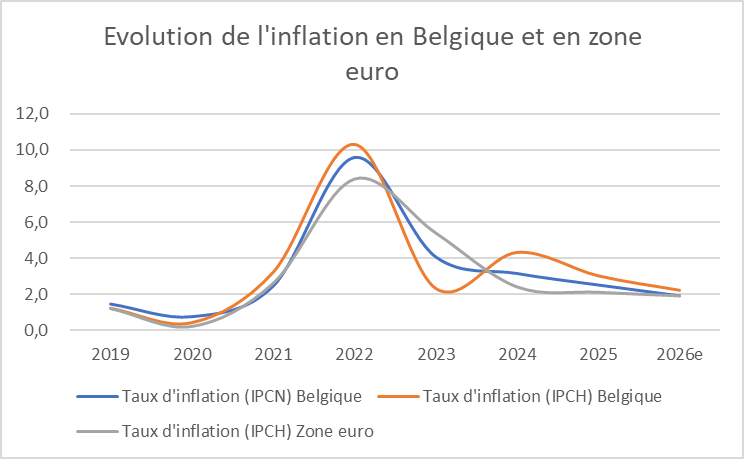 Evolution de l'inflation en Belgique et en zone
euro
12,0
10,0
8,0
6,0
4,0
2,0
0,0
2019 2020 2021 2022 2023 2024 2025 2026e
Taux d'inflation (IPCN) Belgique Taux d'inflation (IPCH) Belgique
Taux d'inflation (IPCH) Zone euro